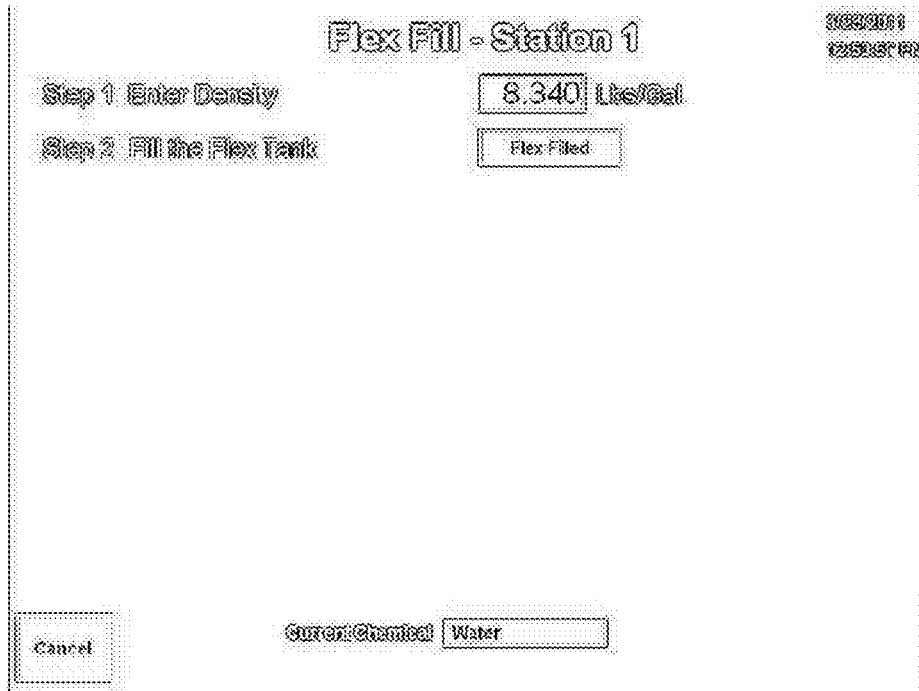 Flex Fill - Station 1
Step 1 Enter Density 8.340 Lbs/Gal
Step 2 Fill the Flex Tank Flex Filled
Current Chemical Water
Cancel